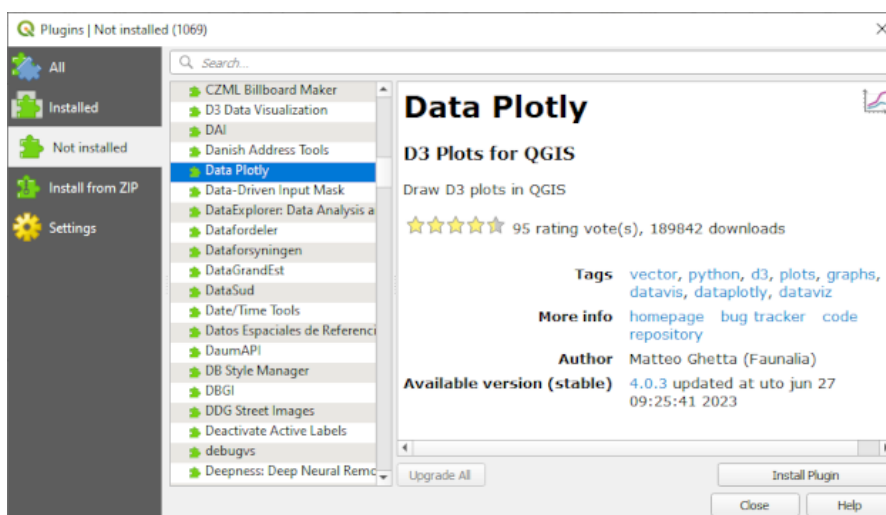 Plugins | Not installed (1069)
All
Installed
Not installed
Install from ZIP
Settings
Search...
CZML Billboard Maker
D3 Data Visualization
DAI
Danish Address Tools
Data Plotly
Data-Driven Input Mask
DataExplorer: Data Analysis a
Datafordeler
Dataforsyningen
DataGrandEst
DataSud
Date/Time Tools
Datos Espaciales de Referenci
DaumAPI
DB Style Manager
DBGI
DDG Street Images
Deactivate Active Labels
debugvs
Deepness: Deep Neural Remo
Data Plotly
D3 Plots for QGIS
Draw D3 plots in QGIS
95 rating vote(s), 189842 downloads
Tags vector, python, d3, plots, graphs,
datavis, dataplotly, dataviz
More info homepage bug tracker code
repository
Author Matteo Ghetta (Faunalia)
Available version (stable) 4.0.3 updated at uto jun 27
09:25:41 2023
Upgrade All
Install Plugin
Close
Help